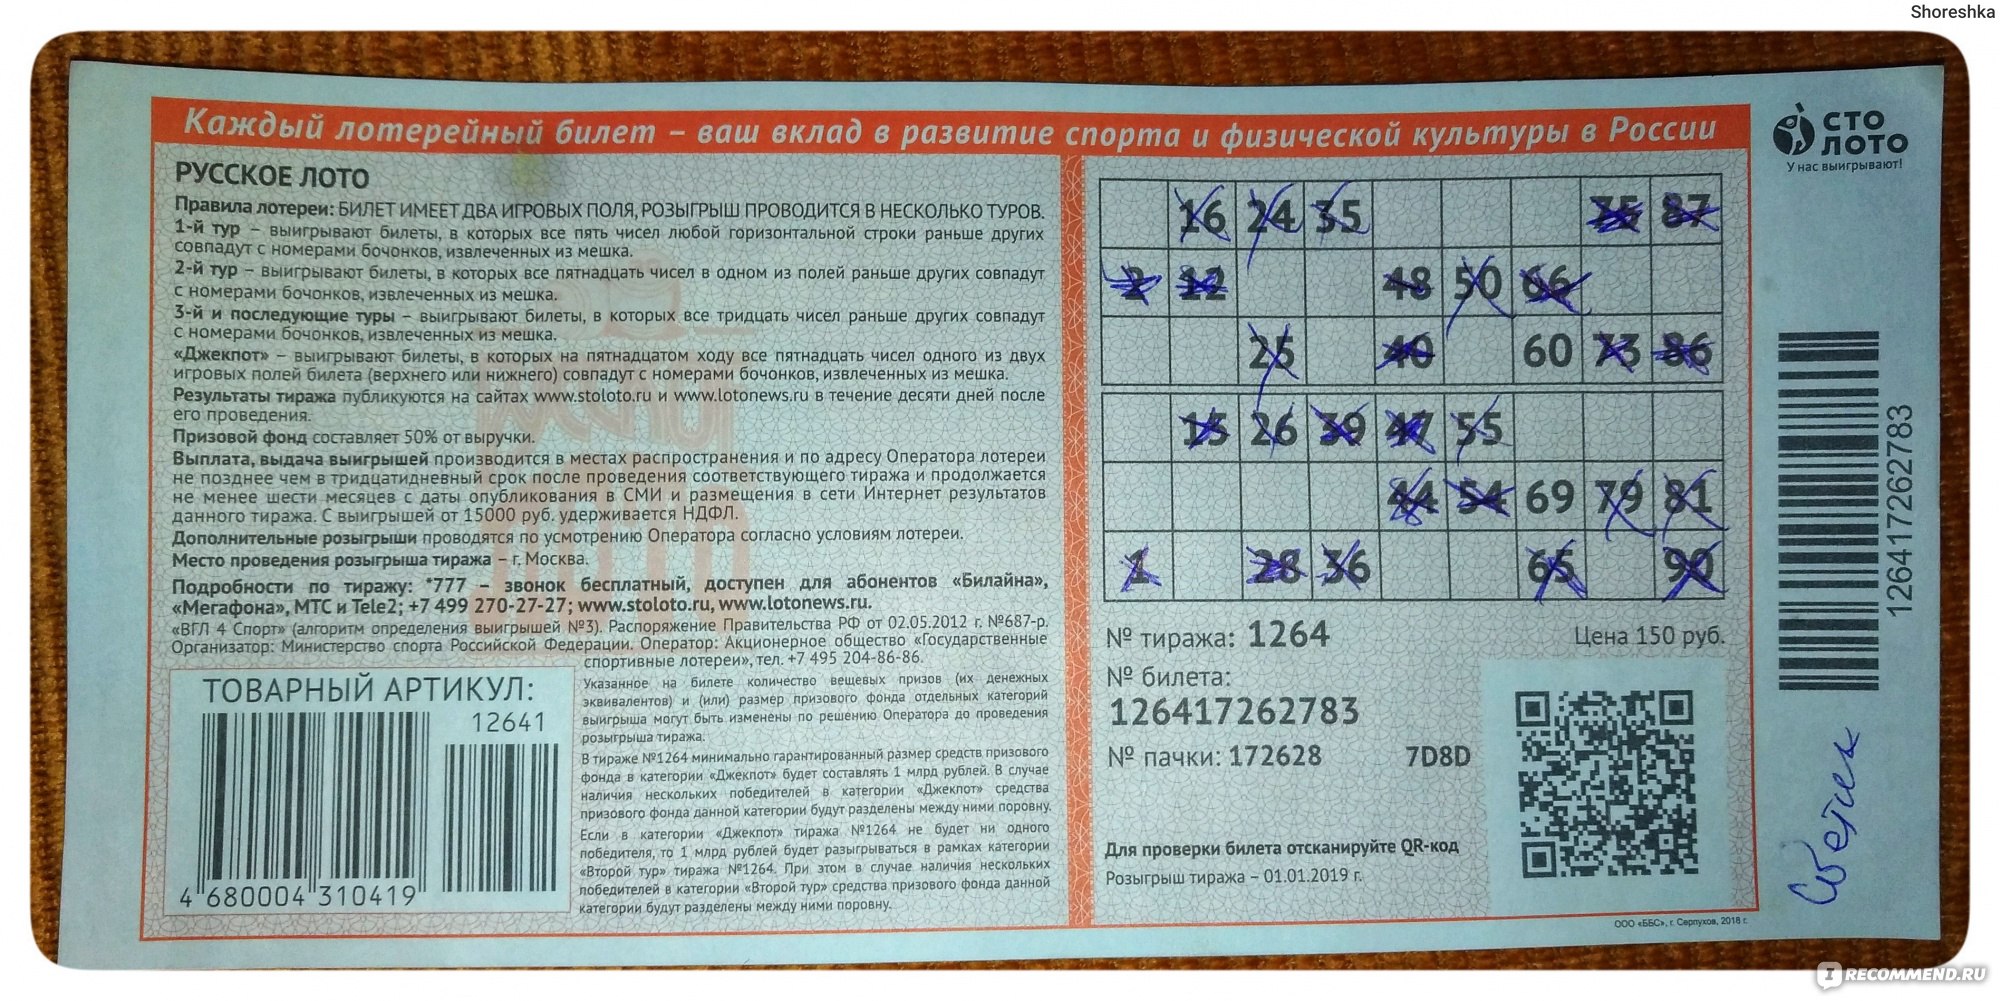 Shoreshka
Каждый лотерейный билет – ваш вклад в развитие спорта и физической культуры в России
СТО
ЛОТО
У нас выигрывают!
РУССКОЕ ЛОТО
Правила лотереи: БИЛЕТ ИМЕЕТ ДВА ИГРОВЫХ ПОЛЯ, РОЗЫГРЫШ ПРОВОДИТСЯ В НЕСКОЛЬКО ТУРОВ.
1-й тур – выигрывают билеты, в которых все пять чисел любой горизонтальной строки раньше других
совпадут с номерами бочонков, извлеченных из мешка.
2-й тур – выигрывают билеты, в которых все пятнадцать чисел в одном из полей раньше других совпадут
с номерами бочонков, извлеченных из мешка.
3-й и последующие туры – выигрывают билеты, в которых все тридцать чисел раньше других совпадут
с номерами бочонков, извлеченных из мешка.
«Джекпот» – выигрывают билеты, в которых на пятнадцатом ходу все пятнадцать чисел одного из двух
игровых полей билета (верхнего или нижнего) совпадут с номерами бочонков, извлеченных из мешка.
Результаты тиража публикуются на сайтах www.stoloto.ru и www.lotonews.ru в течение десяти дней после
его проведения.
Призовой фонд составляет 50% от выручки.
Выплата, выдача выигрышей производится в местах распространения и по адресу Оператора лотереи
не позднее чем в тридцатидневный срок после проведения соответствующего тиража и продолжается
не менее шести месяцев с даты опубликования в СМИ и размещения в сети Интернет результатов
данного тиража. С выигрышей от 15000 руб. удерживается НДФЛ.
Дополнительные розыгрыши проводятся по усмотрению Оператора согласно условиям лотереи.
Место проведения розыгрыша тиража – г. Москва.
Подробности по тиражу: *777 – звонок бесплатный, доступен для абонентов «Билайна»,
«Мегафона», МТС и Tele2; +7 499 270-27-27; www.stoloto.ru, www.lotonews.ru.
«ВГЛ 4 Спорт» (алгоритм определения выигрышей №3). Распоряжение Правительства РФ от 02.05.2012 г. №687-р.
Организатор: Министерство спорта Российской Федерации. Оператор: Акционерное общество «Государственные
спортивные лотереи», тел. +7 495 204-86-86.
ТОВАРНЫЙ АРТИКУЛ:
12641
4 680004 310419
Указанное на билете количество вещевых призов (их денежных
эквивалентов) и (или) размер призового фонда отдельных категорий
выигрыша могут быть изменены по решению Оператора до проведения
розыгрыша тиража.
В тираже №1264 минимально гарантированный размер средств призового
фонда в категории «Джекпот» будет составлять 1 млрд рублей. В случае
наличия нескольких победителей в категории «Джекпот» средства
призового фонда данной категории будут разделены между ними поровну.
Если в категории «Джекпот» тиража №1264 не будет ни одного
победителя, то 1 млрд рублей будет разыгрываться в рамках категории
«Второй тур» тиража №1264. При этом в случае наличия нескольких
победителей в категории «Второй тур» средства призового фонда данной
категории будут разделены между ними поровну.
16 24 35 75 87
2 12 48 50 66
25 40 60 73 86
15 26 39 47 55
44 54 69 79 81
1 28 36 65 90
№ тиража: 1264 Цена 150 руб.
№ билета:
126417262783
№ пачки: 172628 7D8D
Для проверки билета отсканируйте QR-код
Розыгрыш тиража – 01.01.2019 г.
ООО «ББС», г. Серпухов, 2018 г.
126417262783
Светик
RECOMMEND.RU